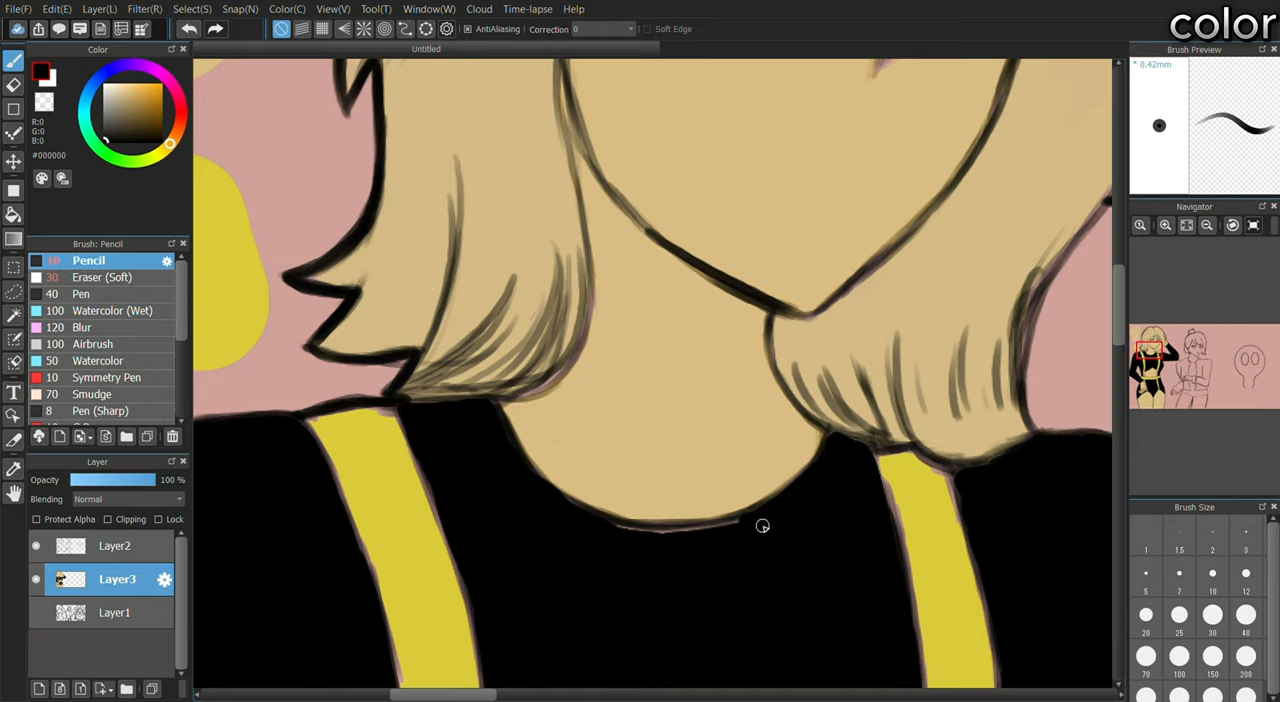 File(F) Edit(E) Layer(L) Filter(R) Select(S) Snap(N) Color(C) View(V) Tool(T) Window(W) Cloud Time-lapse Help
color
AntiAliasing Correction 0 Soft Edge
Color
Untitled
Brush Preview
* 0.42mm
R:0
G:0
B:0
#000000
Navigator
Brush: Pencil
10 Pencil
30 Eraser (Soft)
40 Pen
100 Watercolor (Wet)
120 Blur
100 Airbrush
50 Watercolor
10 Symmetry Pen
70 Smudge
8 Pen (Sharp)
Layer
Opacity 100 %
Blending Normal
Protect Alpha Clipping Lock
Layer2
Layer3
Layer1
Brush Size
1 1.5 2 3
5 7 10 12
20 25 30 40
70 100 150 200